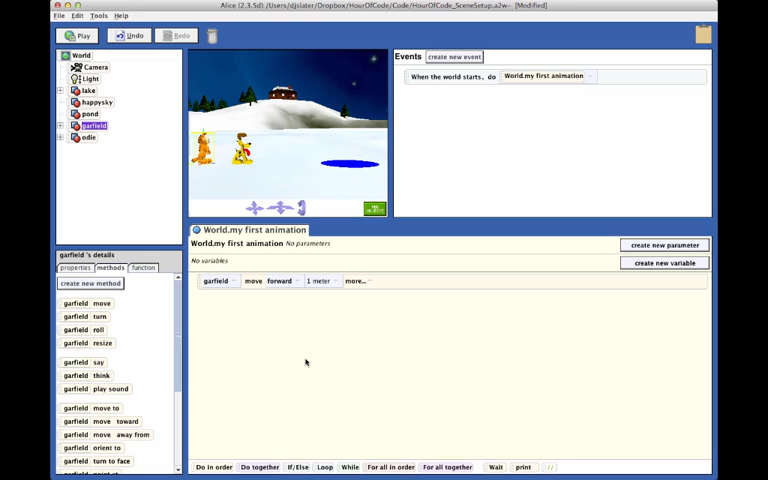 Alice (2.3.5d) /Users/djslater/Dropbox/HourOfCode/Code/HourOfCode_SceneSetup.a2w~ [Modified]
File Edit Tools Help
Play Undo Redo
World
Camera
Light
lake
happysky
pond
garfield
odie
Events create new event
When the world starts, do World.my first animation
garfield 's details
properties methods function
create new method
garfield move
garfield turn
garfield roll
garfield resize
garfield say
garfield think
garfield play sound
garfield move to
garfield move toward
garfield move away from
garfield orient to
garfield turn to face
World.my first animation
World.my first animation No parameters
create new parameter
No variables
create new variable
garfield move forward 1 meter more...
Do in order Do together If/Else Loop While For all in order For all together Wait print //